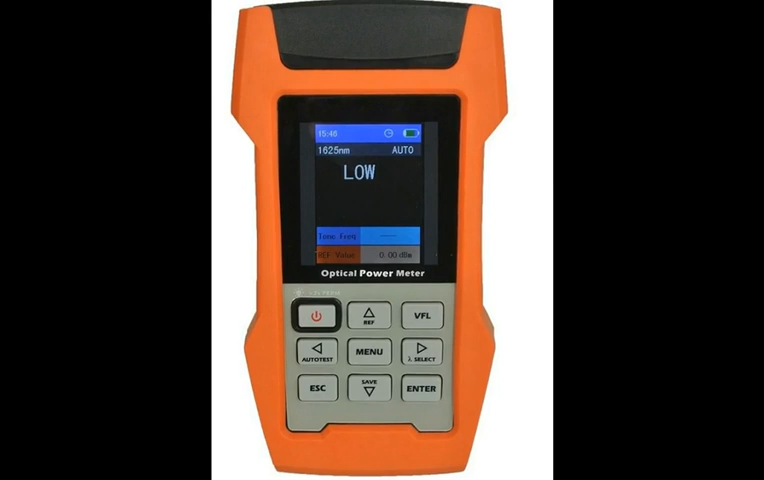 15:46
1625nm AUTO
LOW
Tone Freq ----
REF Value 0.00 dBm
Optical Power Meter
REF
VFL
AUTOTEST
MENU
λ SELECT
ESC
SAVE
ENTER